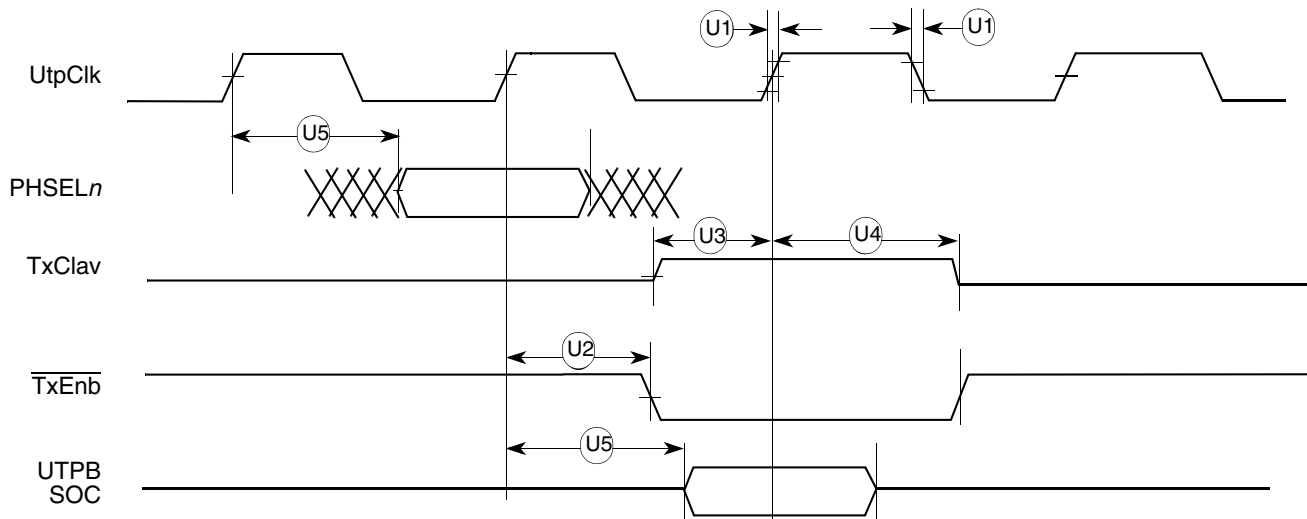 U1
U1
UtpClk
U5
PHSELn
U3
U4
TxClav
U2
TxEnb
U5
UTPB
SOC